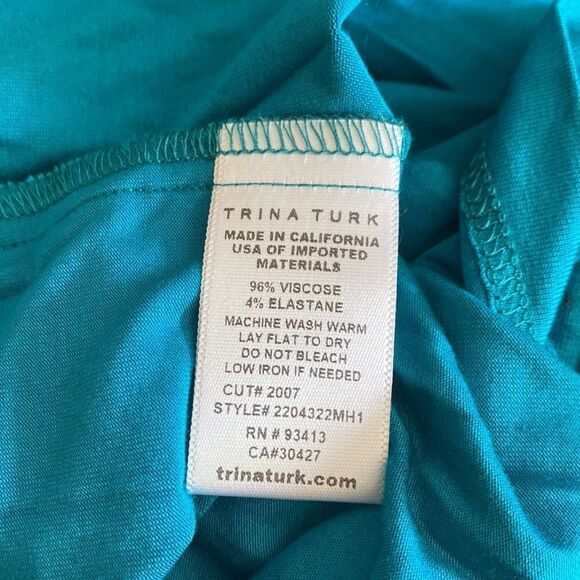 TRINA TURK
MADE IN CALIFORNIA
USA OF IMPORTED
MATERIALS
96% VISCOSE
4% ELASTANE
MACHINE WASH WARM
LAY FLAT TO DRY
DO NOT BLEACH
LOW IRON IF NEEDED
CUT# 2007
STYLE# 2204322MH1
RN # 93413
CA#30427
trinaturk.com